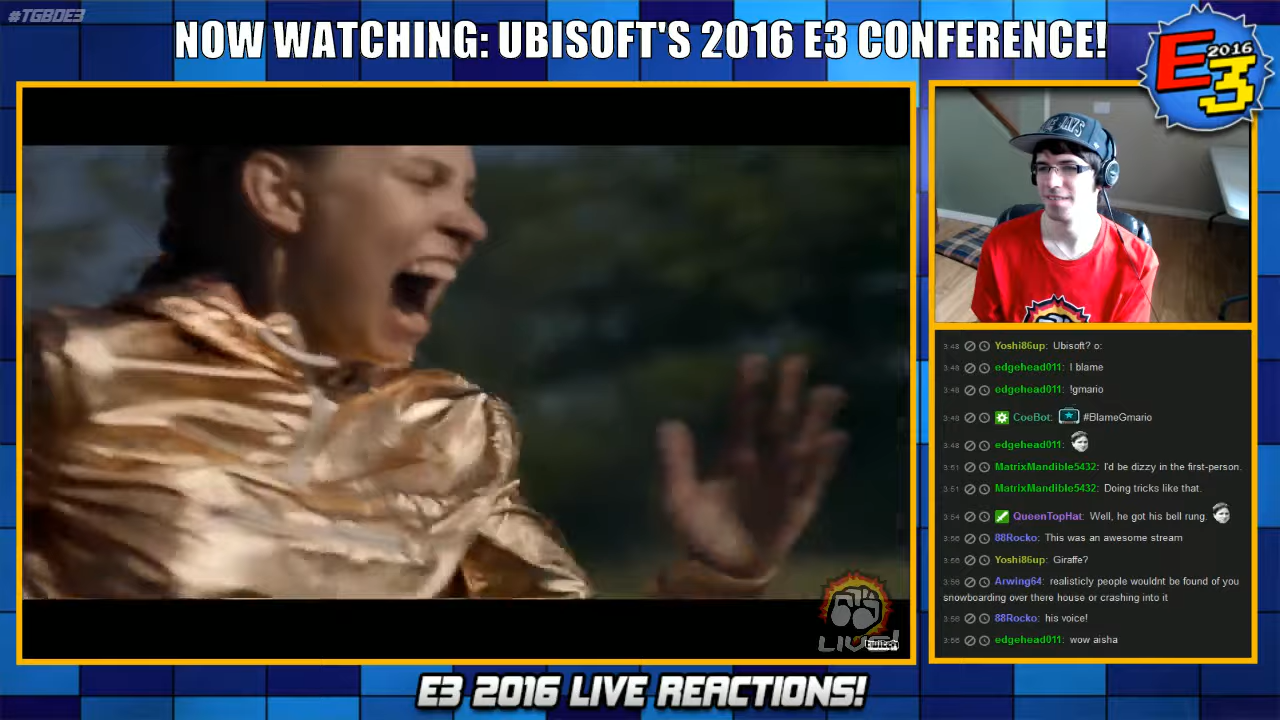 #TGBDE3
NOW WATCHING: UBISOFT'S 2016 E3 CONFERENCE!
E3 2016
3:48 Yoshi86up: Ubisoft? o:
3:48 edgehead011: I blame
3:48 edgehead011: !gmario
3:48 CoeBot: #BlameGmario
3:48 edgehead011:
3:51 MatrixMandible5432: I'd be dizzy in the first-person.
3:51 MatrixMandible5432: Doing tricks like that.
3:54 QueenTopHat: Well, he got his bell rung.
3:56 88Rocko: This was an awesome stream
3:56 Yoshi86up: Giraffe?
3:56 Arwing64: realisticly people wouldnt be found of you
snowboarding over there house or crashing into it
3:56 88Rocko: his voice!
3:56 edgehead011: wow aisha
LIVE!
twitch
E3 2016 LIVE REACTIONS!